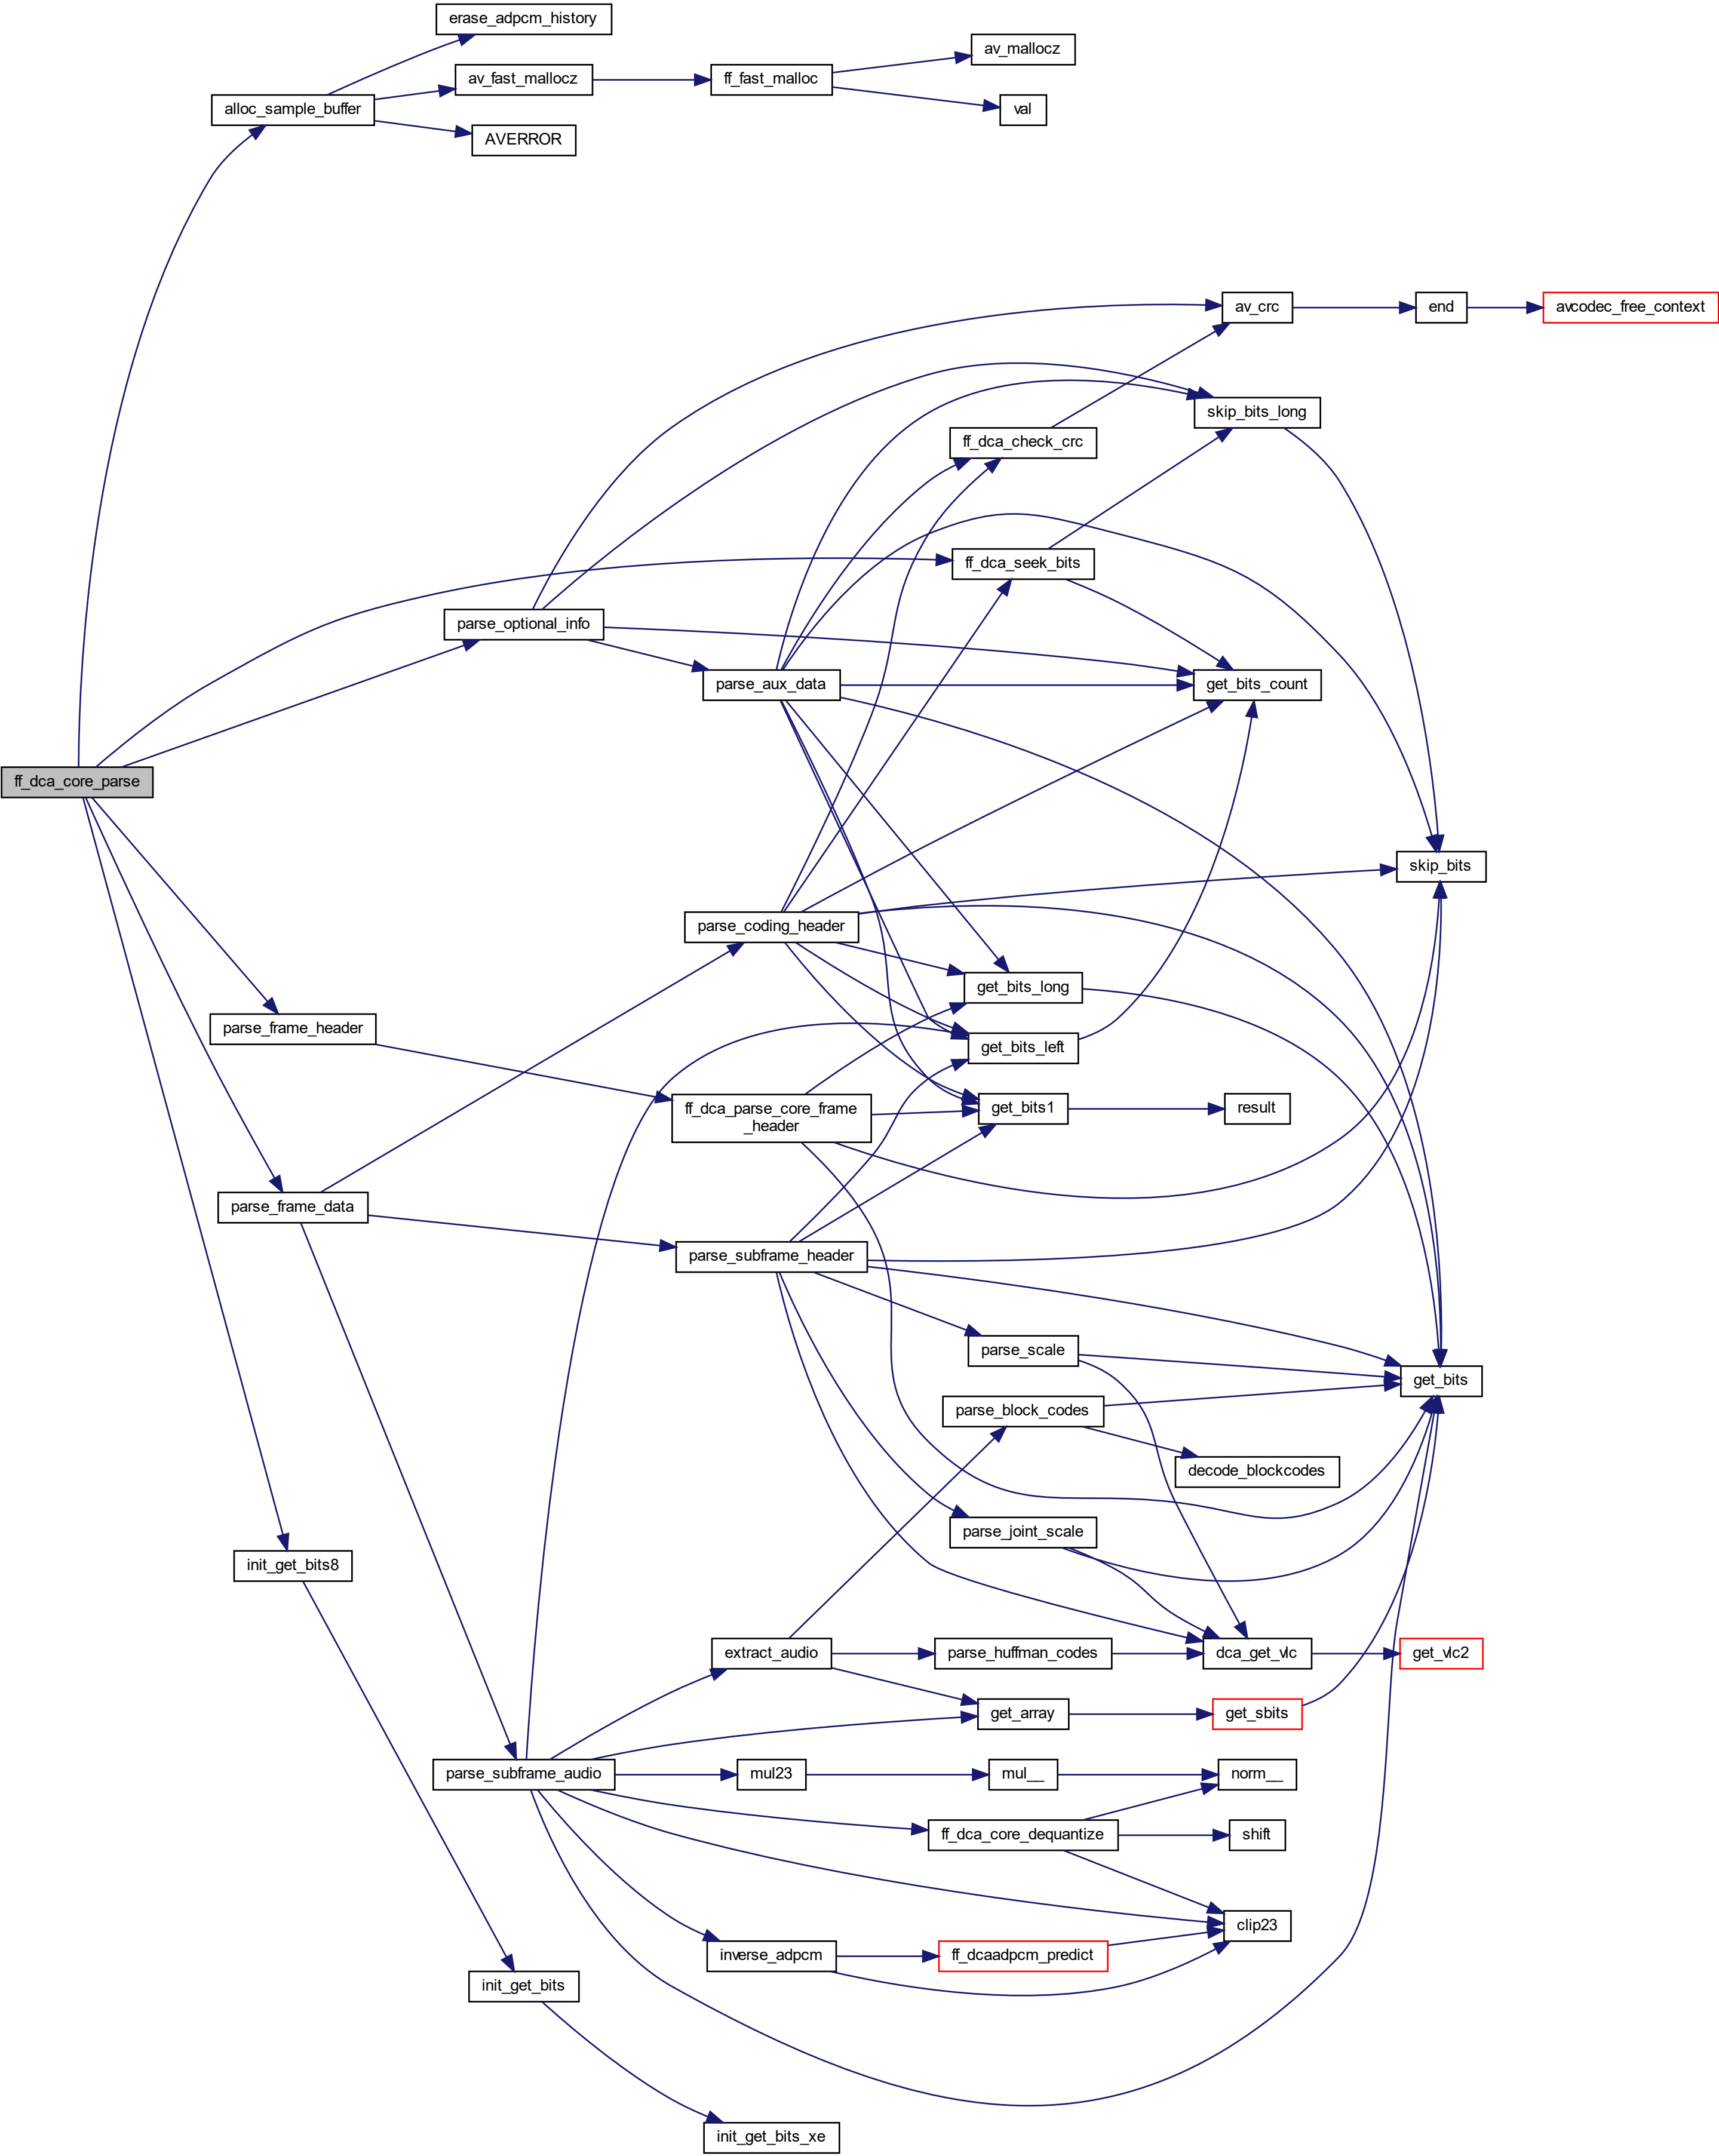 erase_adpcm_history
av_mallocz
av_fast_mallocz
ff_fast_malloc
alloc_sample_buffer
val
AVERROR
av_crc
end
avcodec_free_context
skip_bits_long
ff_dca_check_crc
ff_dca_seek_bits
parse_optional_info
parse_aux_data
get_bits_count
ff_dca_core_parse
skip_bits
parse_coding_header
get_bits_long
parse_frame_header
get_bits_left
ff_dca_parse_core_frame
_header
get_bits1
result
parse_frame_data
parse_subframe_header
parse_scale
get_bits
parse_block_codes
decode_blockcodes
parse_joint_scale
init_get_bits8
extract_audio
parse_huffman_codes
dca_get_vlc
get_vlc2
get_array
get_sbits
parse_subframe_audio
mul23
mul__
norm__
ff_dca_core_dequantize
shift
clip23
inverse_adpcm
ff_dcaadpcm_predict
init_get_bits
init_get_bits_xe